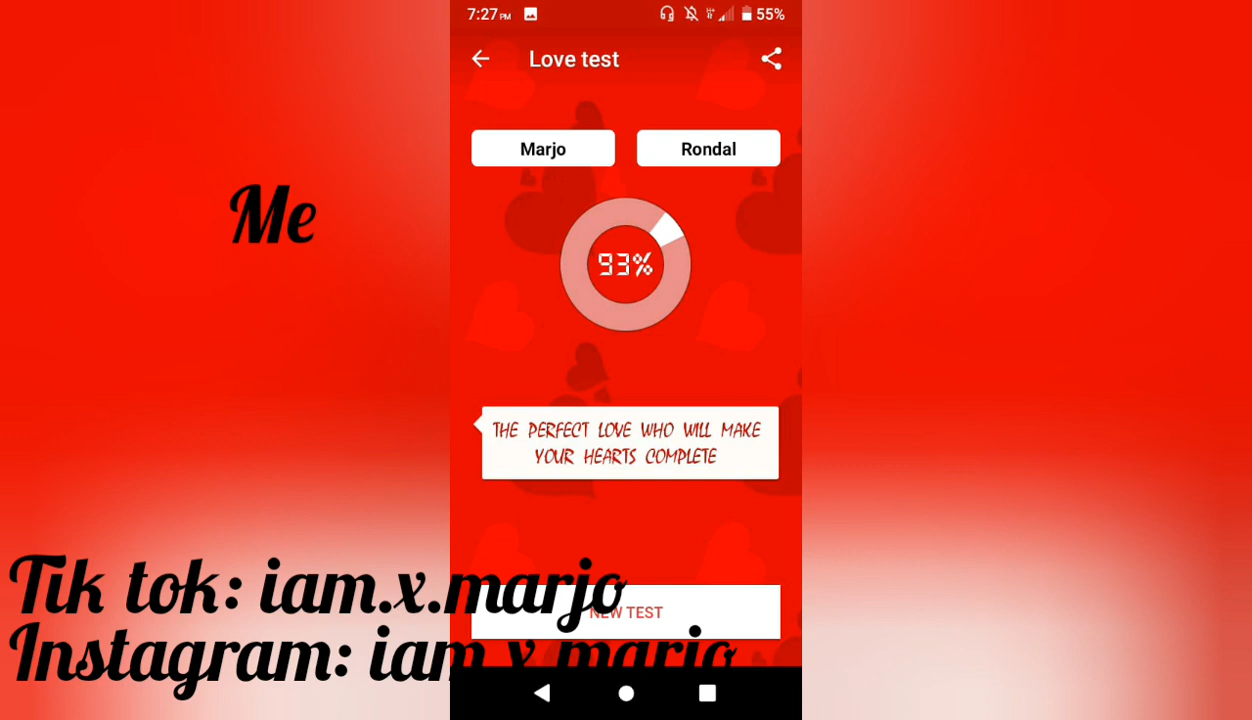 7:27 PM 55%
Love test
Marjo Rondal
Me
93%
THE PERFECT LOVE WHO WILL MAKE
YOUR HEARTS COMPLETE
Tik tok: iam.x.marjo
NEW TEST
Instagram: iam.x.marjo